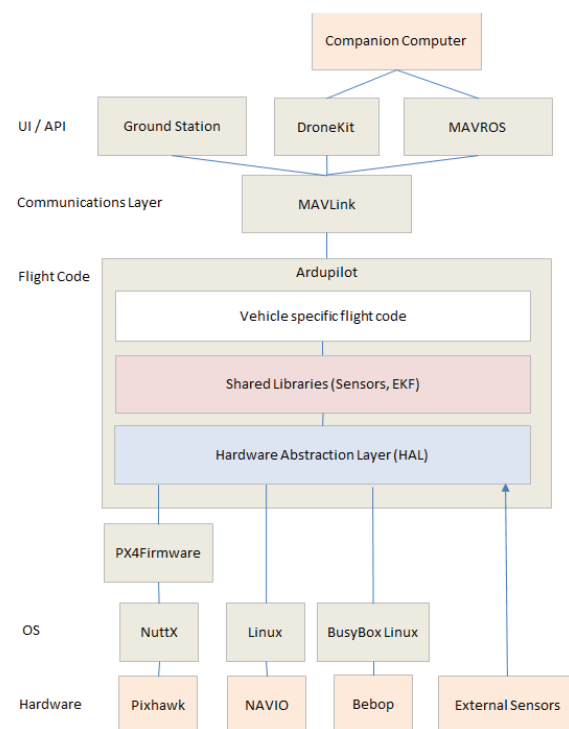 Companion Computer
UI / API
Ground Station
DroneKit
MAVROS
Communications Layer
MAVLink
Flight Code
Ardupilot
Vehicle specific flight code
Shared Libraries (Sensors, EKF)
Hardware Abstraction Layer (HAL)
PX4Firmware
OS
NuttX
Linux
BusyBox Linux
Hardware
Pixhawk
NAVIO
Bebop
External Sensors